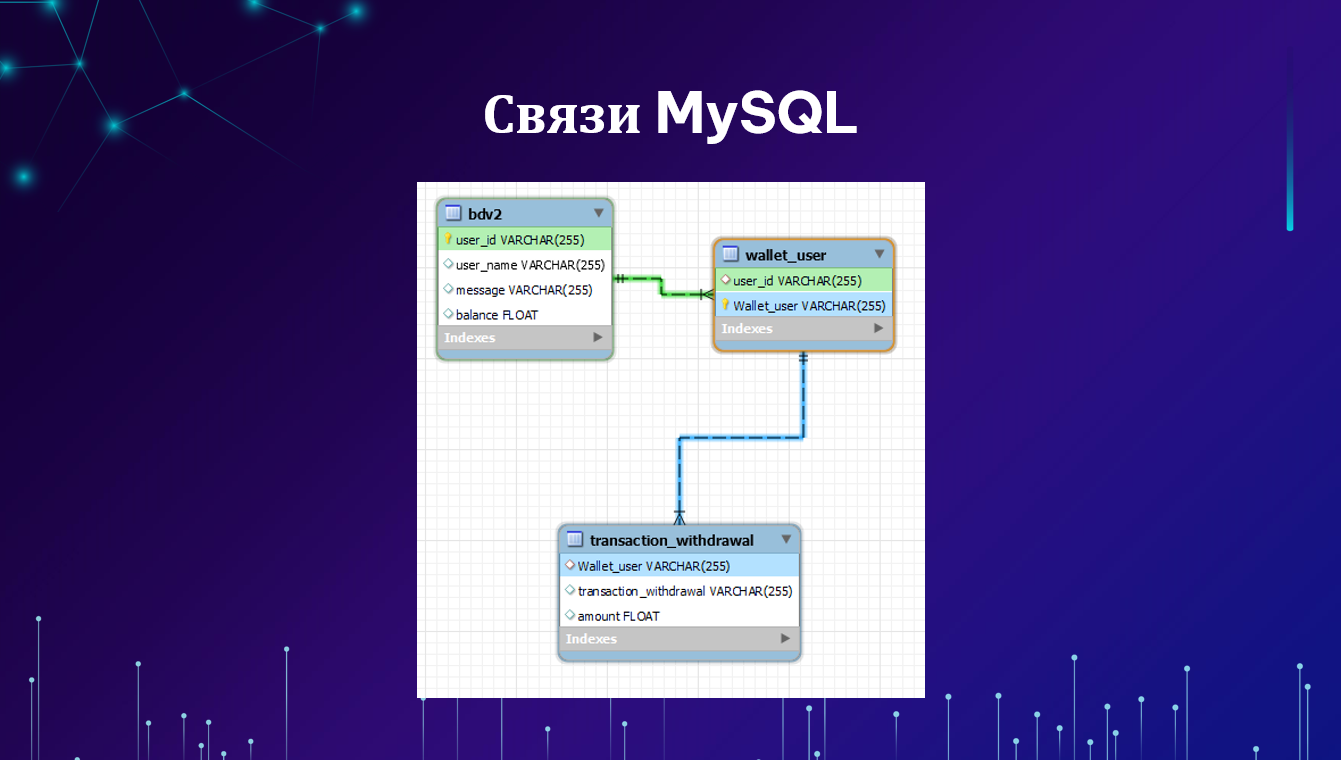 Связи MySQL
bdv2
user_id VARCHAR(255)
user_name VARCHAR(255)
message VARCHAR(255)
balance FLOAT
Indexes
wallet_user
user_id VARCHAR(255)
Wallet_user VARCHAR(255)
Indexes
transaction_withdrawal
Wallet_user VARCHAR(255)
transaction_withdrawal VARCHAR(255)
amount FLOAT
Indexes